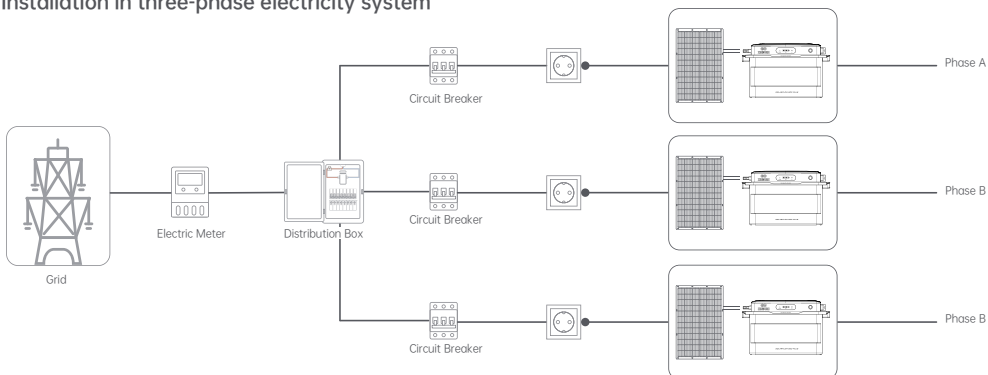 Installation in three-phase electricity system
Phase A
Circuit Breaker
Phase B
Circuit Breaker
Electric Meter
Distribution Box
Grid
Phase B
Circuit Breaker